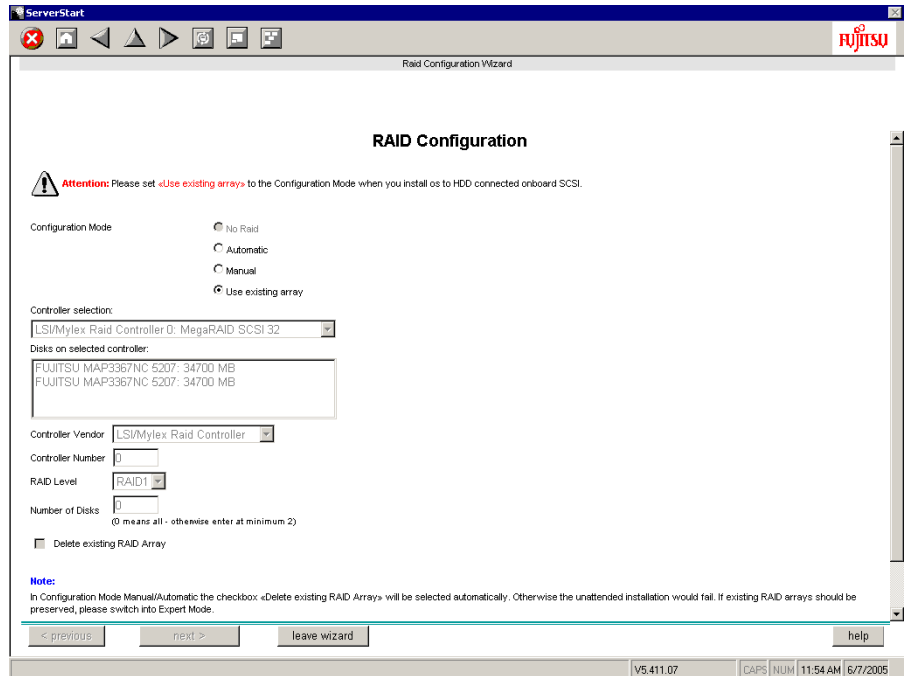 ServerStart
FUJITSU
Raid Configuration Wizard
RAID Configuration
Attention: Please set «Use existing array» to the Configuration Mode when you install os to HDD connected onboard SCSI.
Configuration Mode
No Raid
Automatic
Manual
Use existing array
Controller selection:
LSI/Mylex Raid Controller 0: MegaRAID SCSI 32
Disks on selected controller:
FUJITSU MAP3367NC 5207: 34700 MB
FUJITSU MAP3367NC 5207: 34700 MB
Controller Vendor LSI/Mylex Raid Controller
Controller Number 0
RAID Level RAID1
Number of Disks 0
(0 means all - otherwise enter at minimum 2)
Delete existing RAID Array
Note:
In Configuration Mode Manual/Automatic the checkbox «Delete existing RAID Array» will be selected automatically. Otherwise the unattended installation would fail. If existing RAID arrays should be
preserved, please switch into Expert Mode.
< previous next > leave wizard help
V5.411.07 CAPS NUM 11:54 AM 6/7/2005